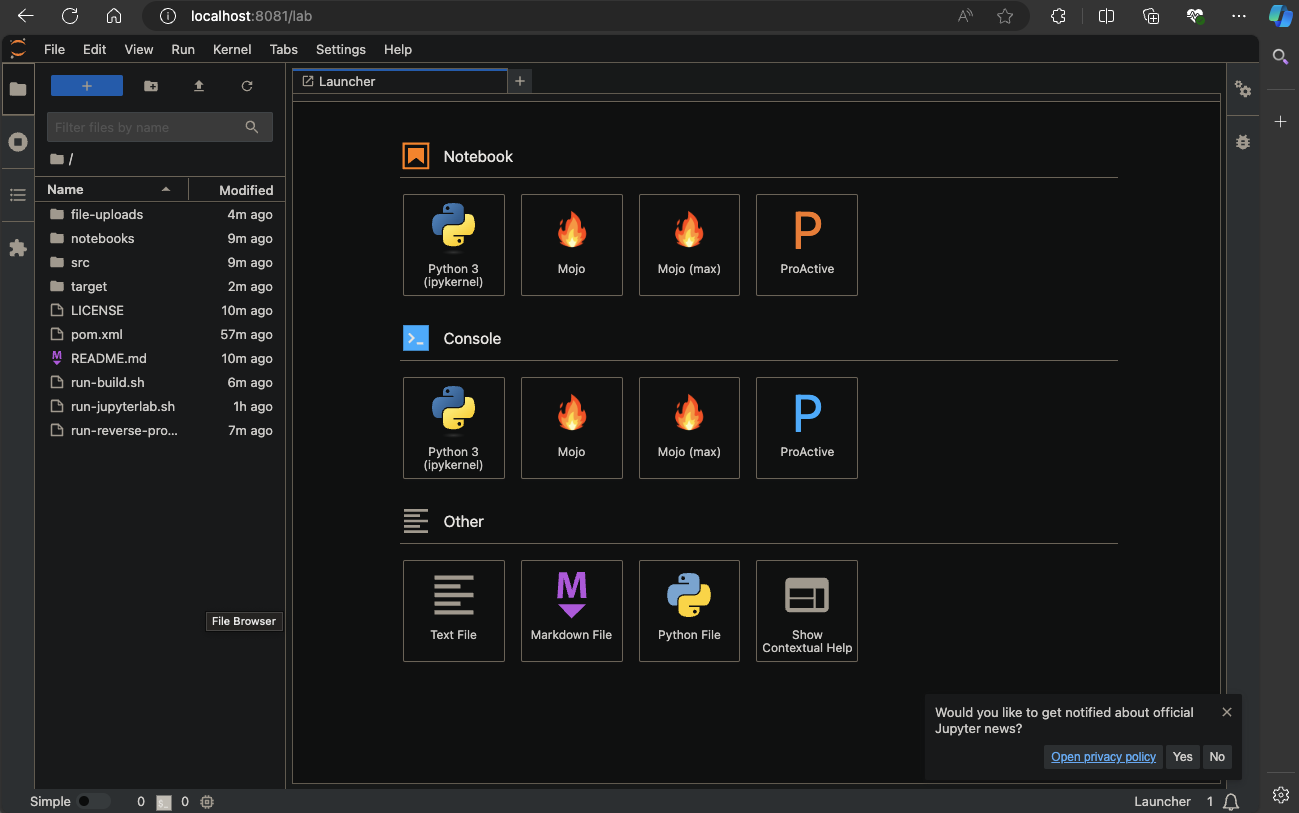 localhost:8081/lab
File Edit View Run Kernel Tabs Settings Help
Launcher
Filter files by name
/
Name Modified
file-uploads 4m ago
notebooks 9m ago
src 9m ago
target 2m ago
LICENSE 10m ago
pom.xml 57m ago
README.md 10m ago
run-build.sh 6m ago
run-jupyterlab.sh 1h ago
run-reverse-pro... 7m ago
File Browser
Notebook
Python 3
(ipykernel)
Mojo
Mojo (max)
P
ProActive
Console
Python 3
(ipykernel)
Mojo
Mojo (max)
P
ProActive
Other
Text File
M
Markdown File
Python File
Show
Contextual Help
Would you like to get notified about official
Jupyter news?
Open privacy policy Yes No
Simple 0 0 Launcher 1